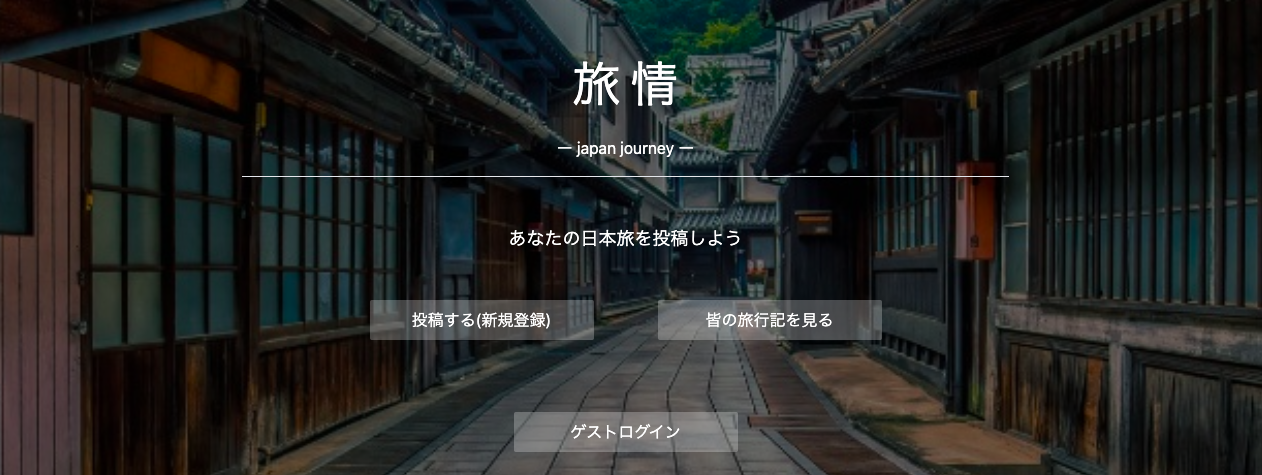 旅情
ー japan journey ー
あなたの日本旅を投稿しよう
投稿する(新規登録)
皆の旅行記を見る
ゲストログイン